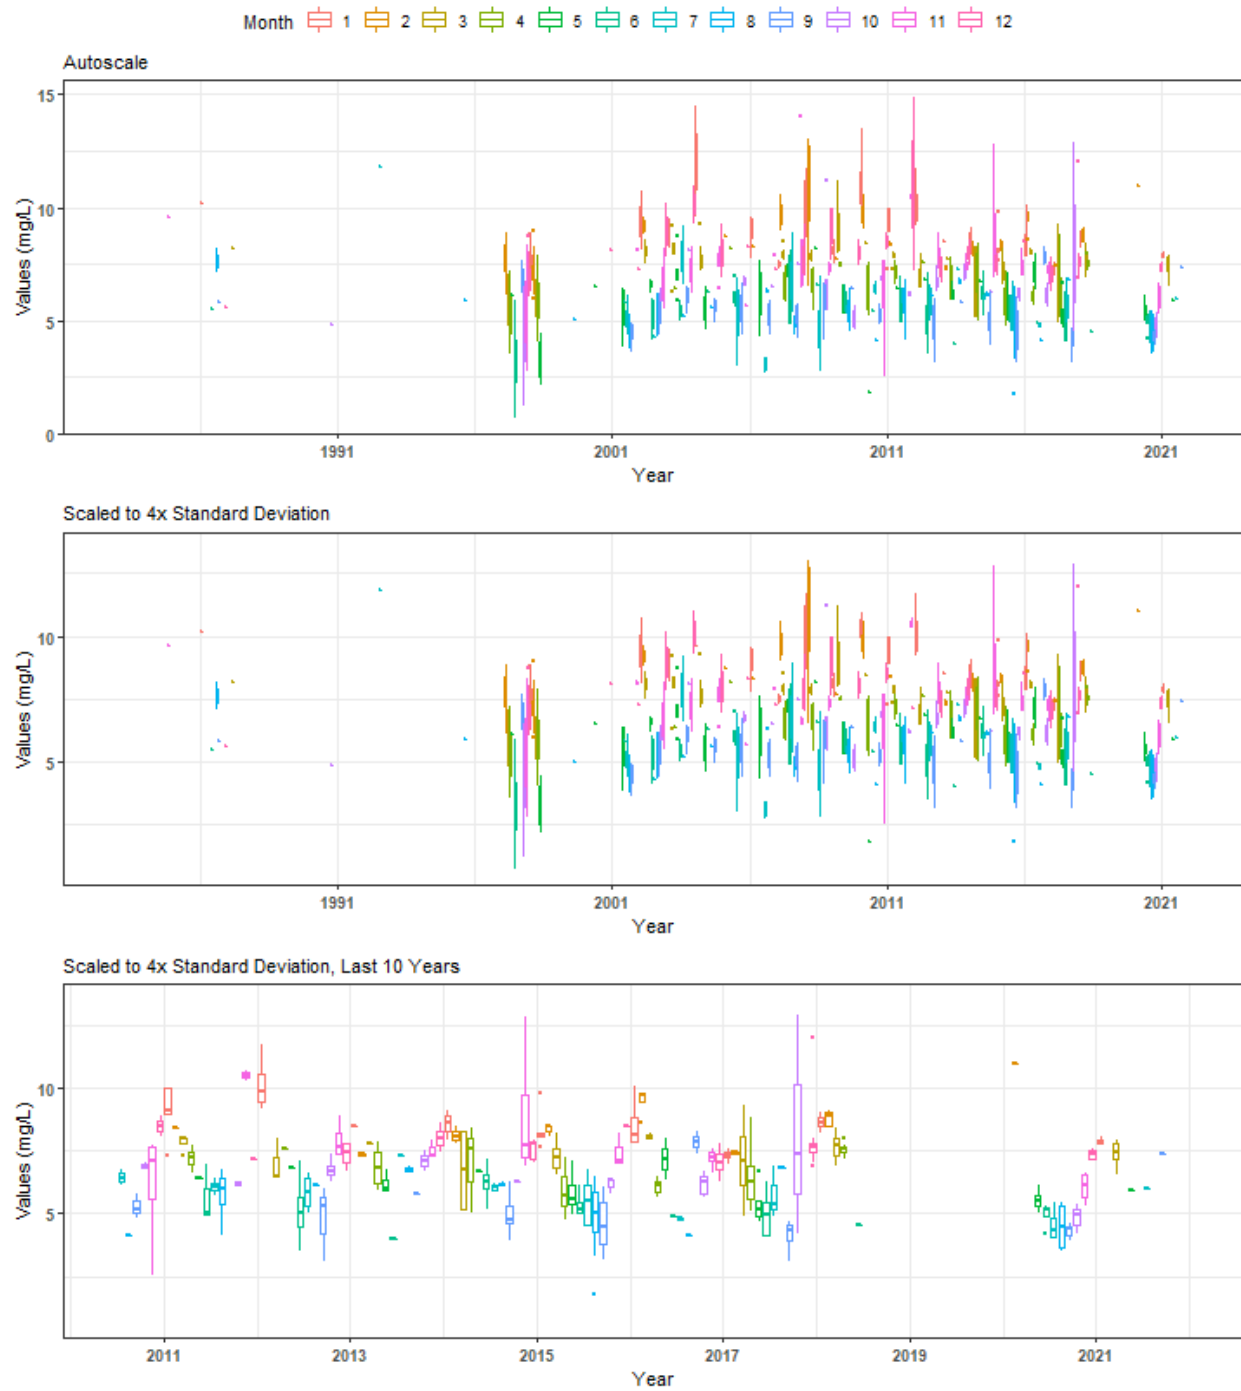 Month 1 2 3 4 5 6 7 8 9 10 11 12
Autoscale
15
10
5
0
Values (mg/L)
1991 2001 2011 2021
Year
Scaled to 4x Standard Deviation
10
5
Values (mg/L)
1991 2001 2011 2021
Year
Scaled to 4x Standard Deviation, Last 10 Years
10
5
Values (mg/L)
2011 2013 2015 2017 2019 2021
Year